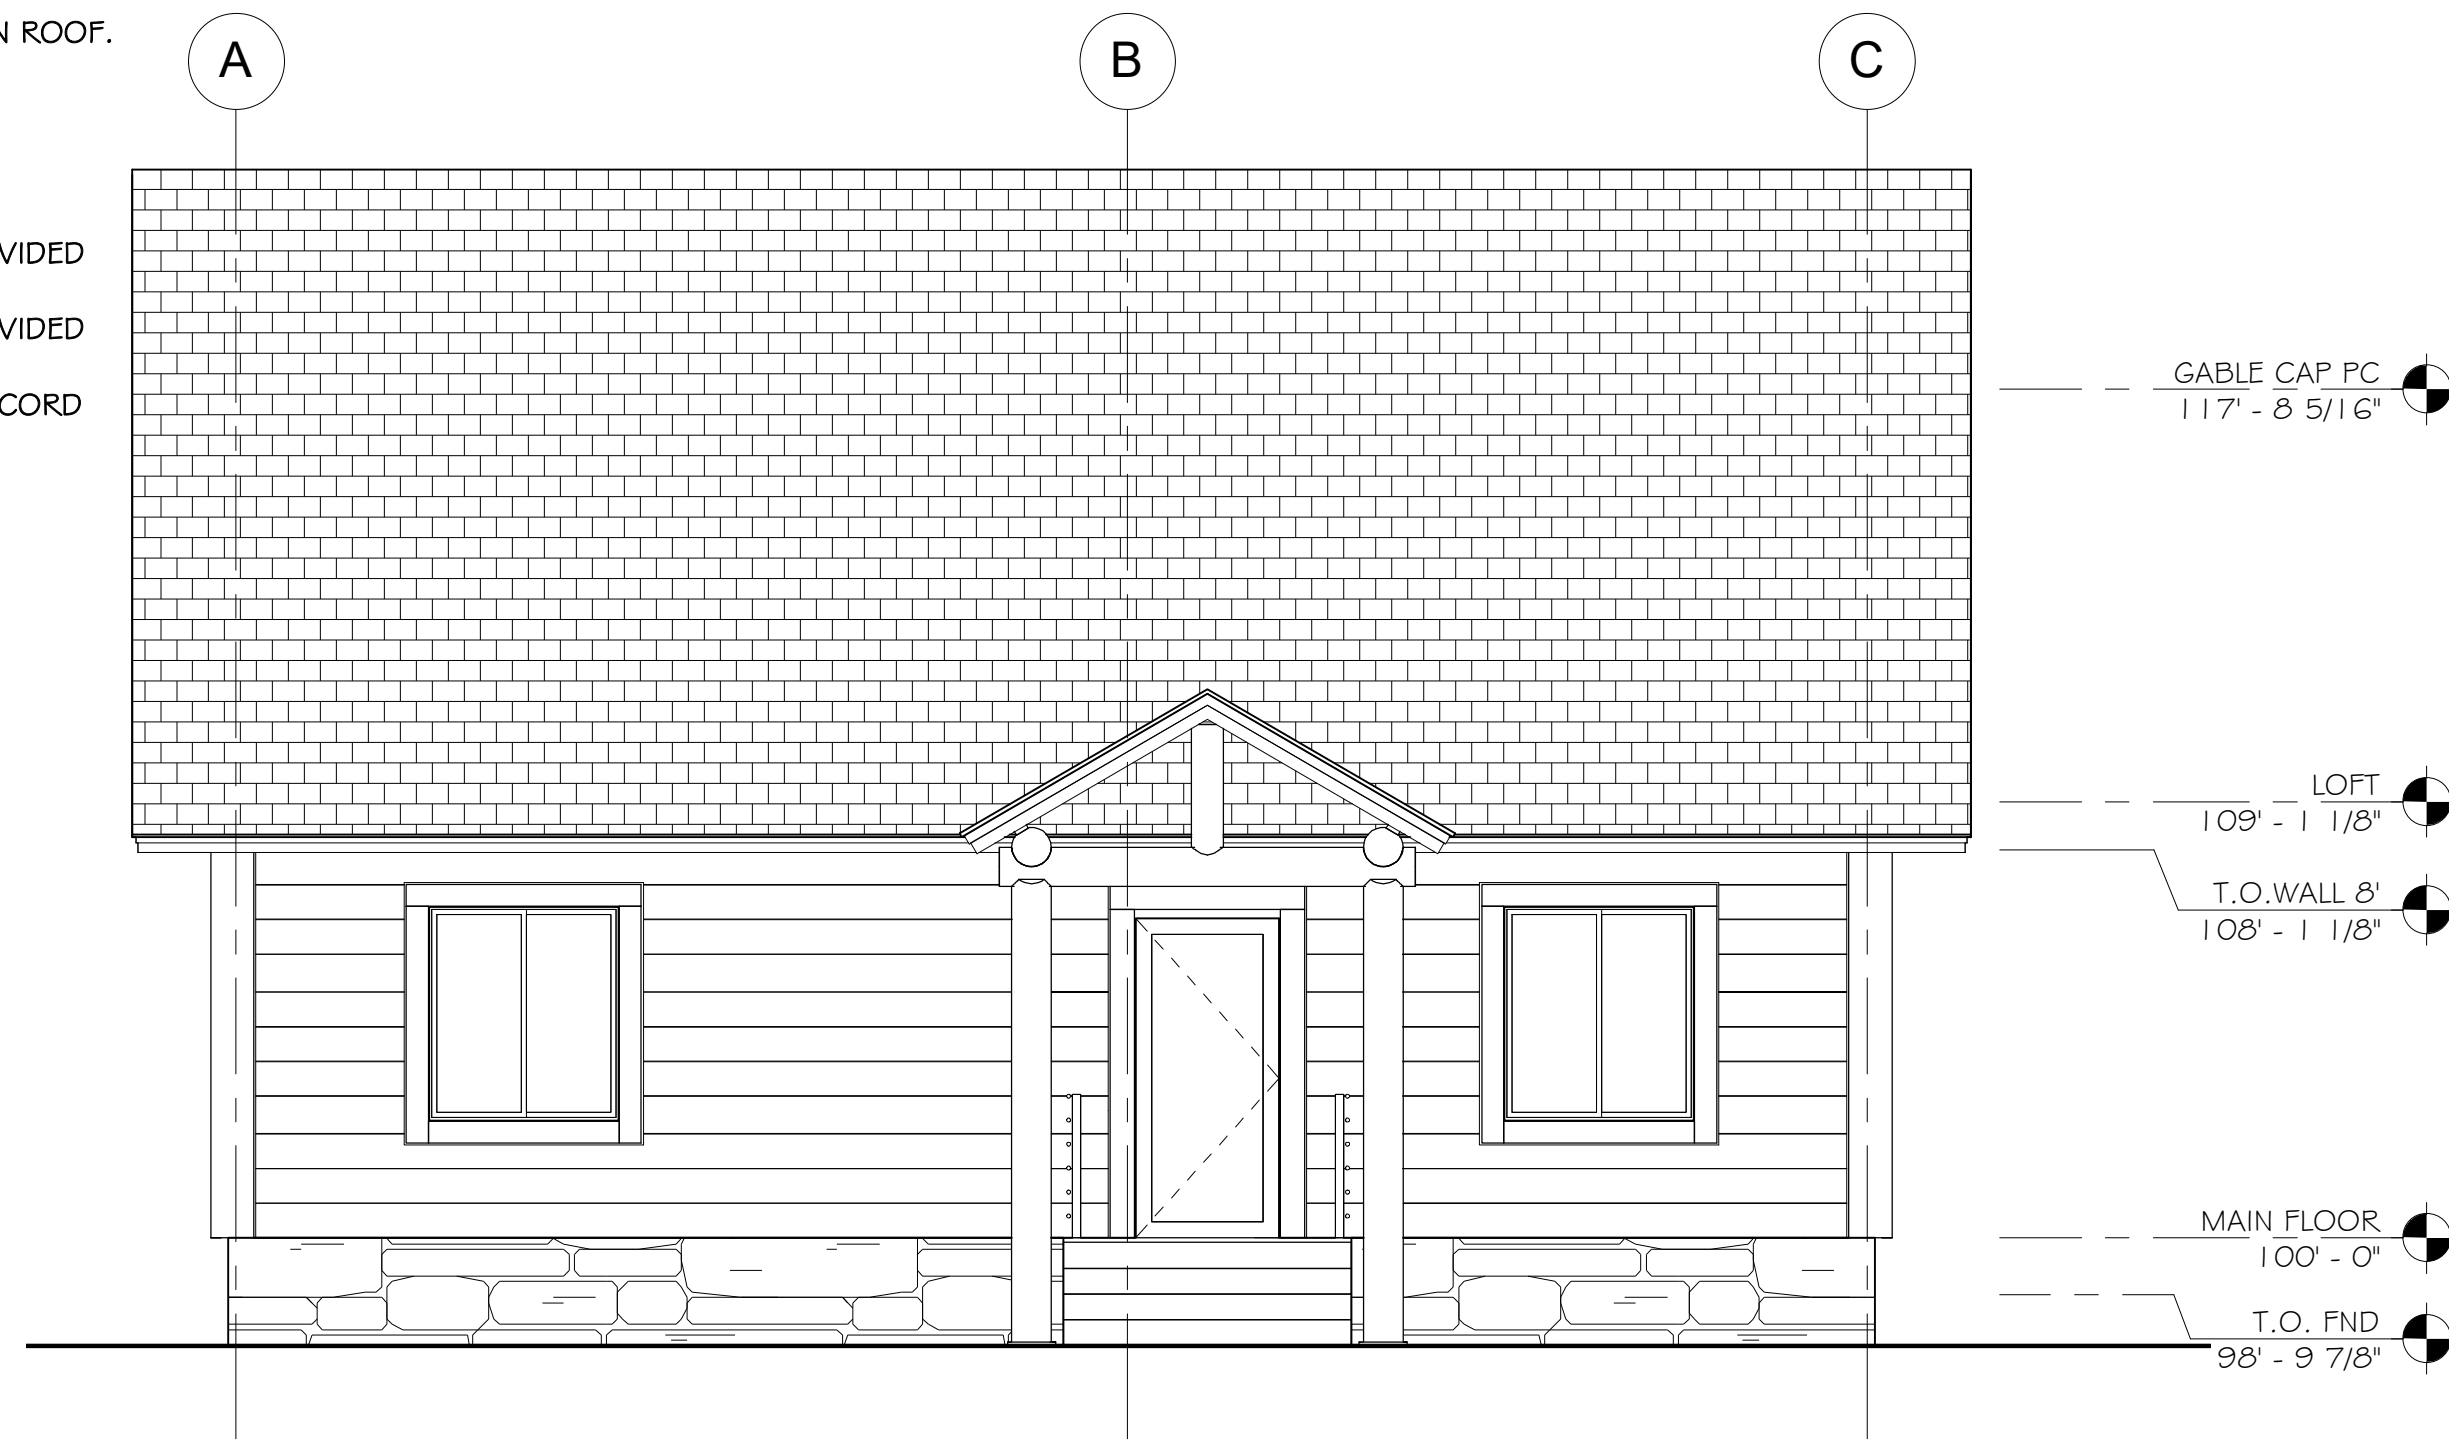 N ROOF.
A
B
C
VIDED
VIDED
CORD
GABLE CAP PC
117' - 8 5/16"
LOFT
109' - 1 1/8"
T.O.WALL 8'
108' - 1 1/8"
MAIN FLOOR
100' - 0"
T.O. FND
98' - 9 7/8"